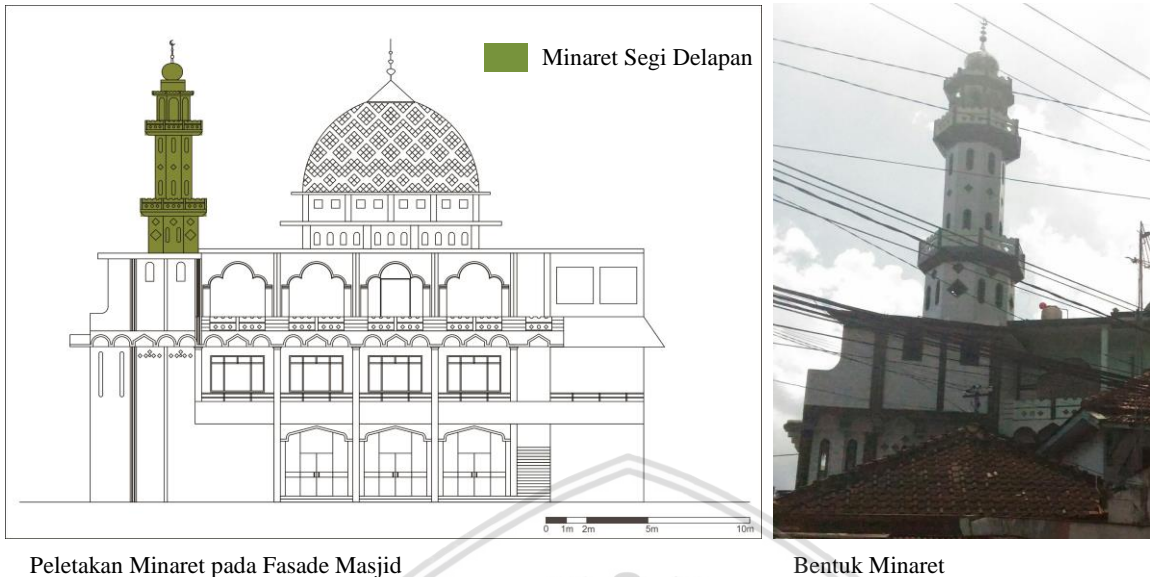 Minaret Segi Delapan
0 1m 2m 5m 10m
Peletakan Minaret pada Fasade Masjid
Bentuk Minaret